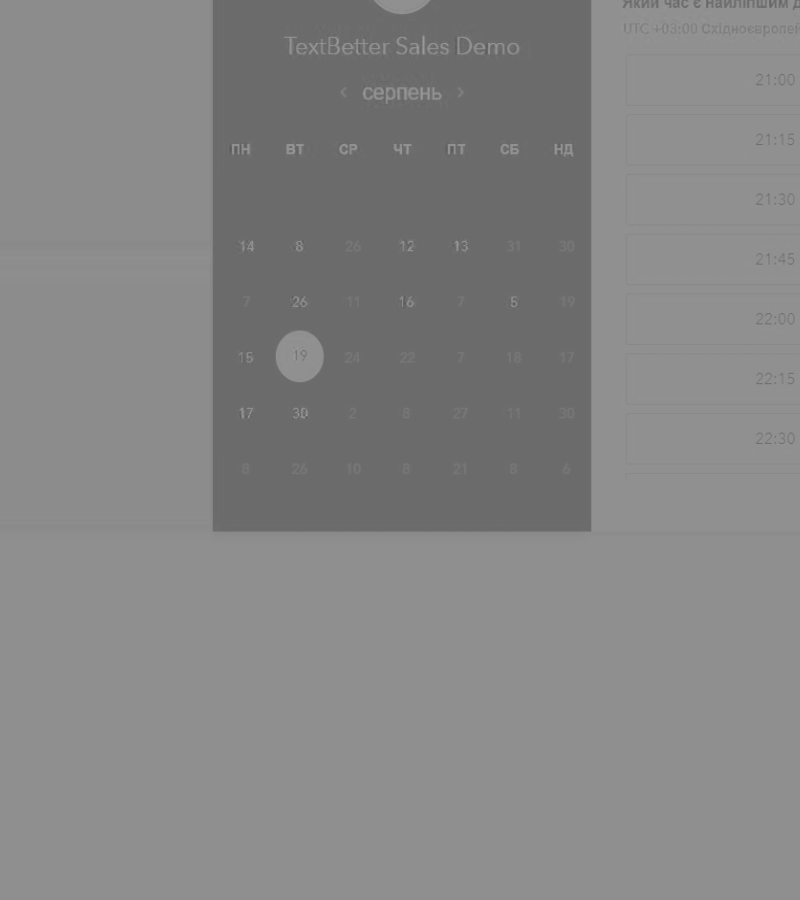 TextBetter Sales Demo
‹ серпень ›
ПН ВТ СР ЧТ ПТ СБ НД
14 8 26 12 13 31 30
7 26 11 16 7 5 19
15 19 24 22 7 18 17
17 30 2 8 27 11 30
8 26 10 8 21 8 6
Який час є найліпшим
UTC +03:00
21:00
21:15
21:30
21:45
22:00
22:15
22:30